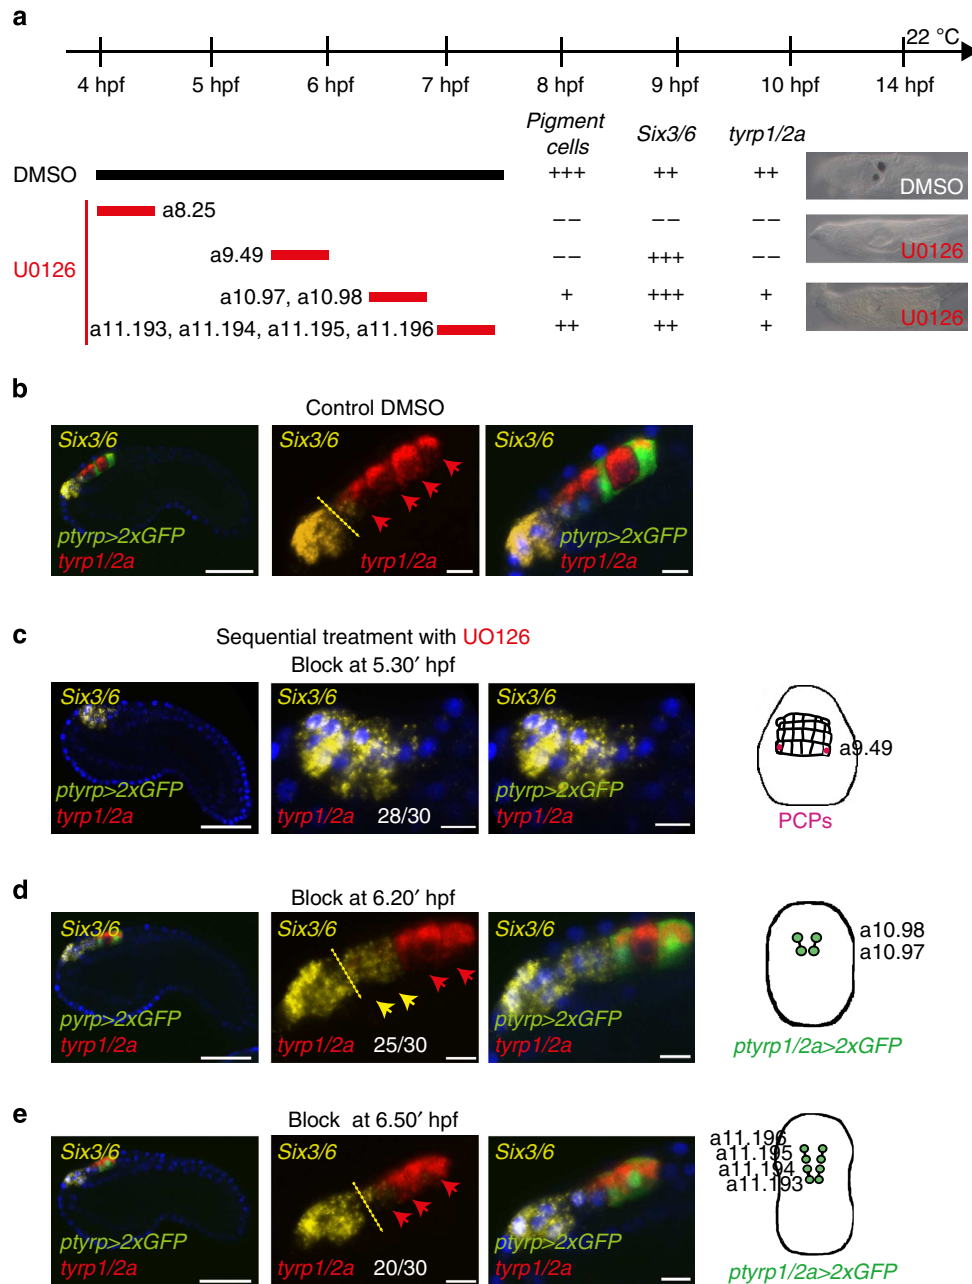 a
22 °C
4 hpf 5 hpf 6 hpf 7 hpf 8 hpf 9 hpf 10 hpf 14 hpf
Pigment cells Six3/6 tyrp1/2a
DMSO +++ ++ ++ DMSO
U0126
a8.25 −− −− −− U0126
a9.49 −− +++ −−
a10.97, a10.98 + +++ + U0126
a11.193, a11.194, a11.195, a11.196 ++ ++ +
b
Control DMSO
Six3/6 Six3/6
ptyrp>2xGFP ptyrp>2xGFP
tyrp1/2a tyrp1/2a tyrp1/2a
c
Sequential treatment with UO126
Block at 5.30′ hpf
Six3/6 Six3/6 Six3/6
ptyrp>2xGFP ptyrp>2xGFP
tyrp1/2a tyrp1/2a 28/30 tyrp1/2a
a9.49
PCPs
d
Block at 6.20′ hpf
Six3/6 Six3/6 Six3/6
pyrp>2xGFP ptyrp>2xGFP
tyrp1/2a tyrp1/2a 25/30 tyrp1/2a
a10.98
a10.97
ptyrp1/2a>2xGFP
e
Block at 6.50′ hpf
Six3/6 Six3/6 Six3/6
ptyrp>2xGFP ptyrp>2xGFP
tyrp1/2a tyrp1/2a 20/30 tyrp1/2a
a11.196
a11.195
a11.194
a11.193
ptyrp1/2a>2xGFP